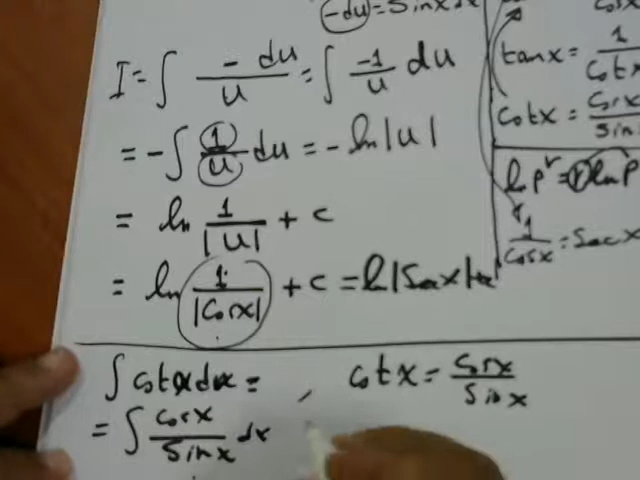 -du = sinx dx
I = ∫ -du/u = ∫ -1/u du
= -∫ 1/u du = -ln|u|
= ln 1/|u| + c
= ln 1/|cosx| + c = ln|secx| + c
tanx = 1/cotx
cotx = cosx/sinx
ln p^r = r ln p
1/cosx = secx
∫ cotx dx = , cotx = cosx/sinx
= ∫ cosx/sinx dx